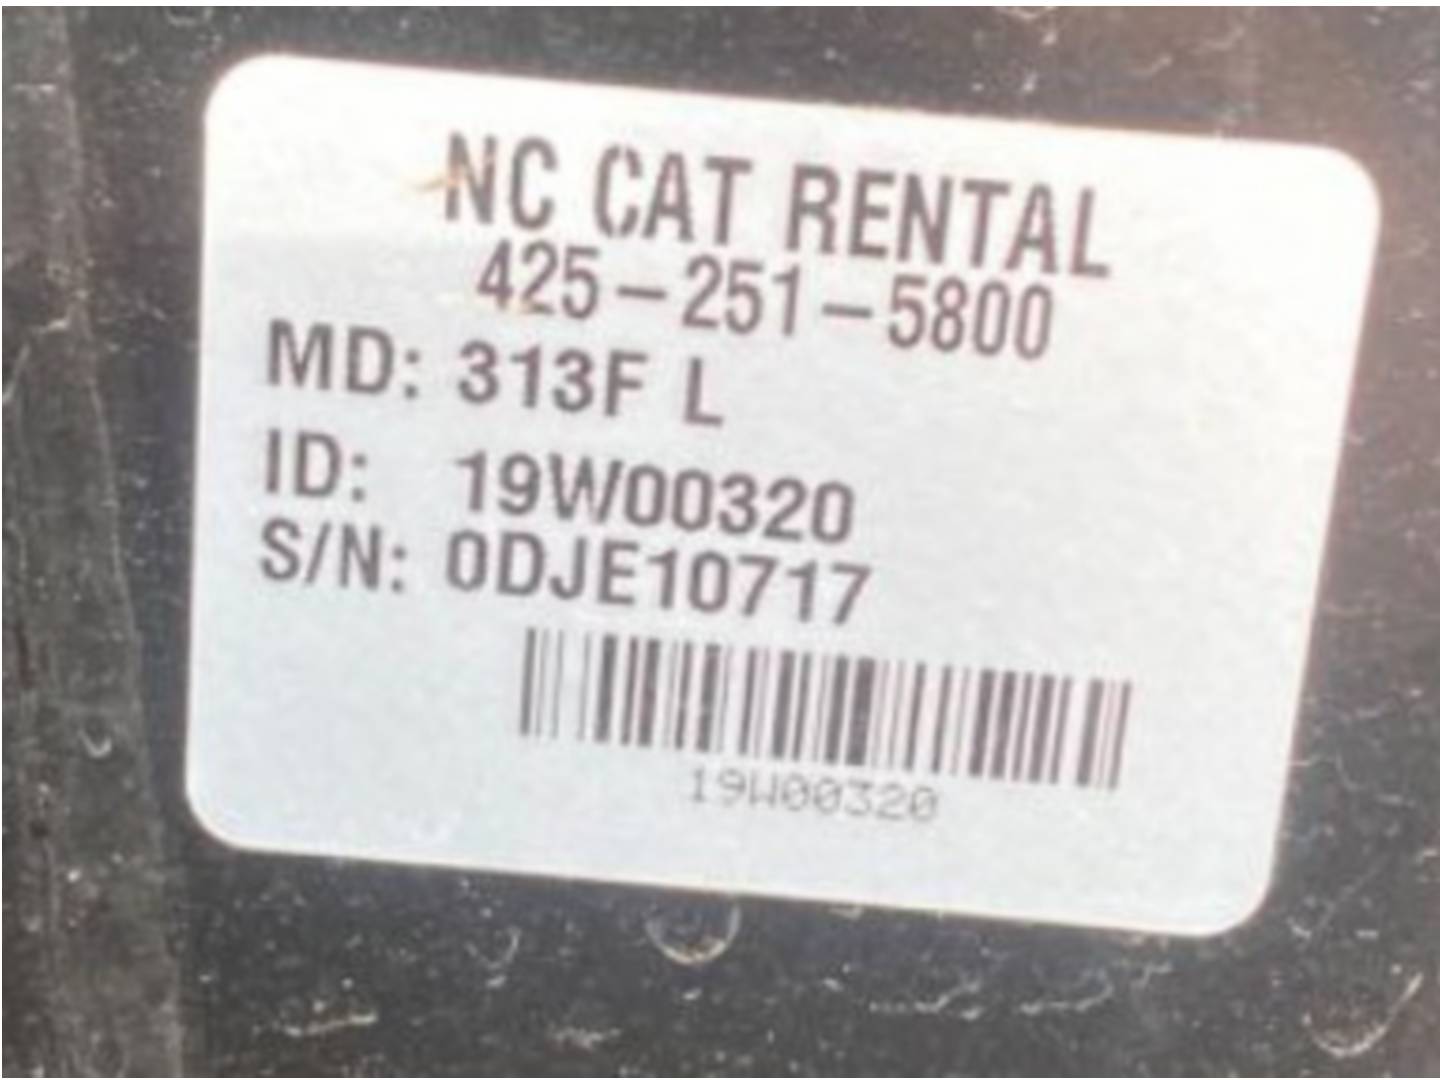 NC CAT RENTAL
425-251-5800
MD: 313F L
ID: 19W00320
S/N: 0DJE10717
19W00320